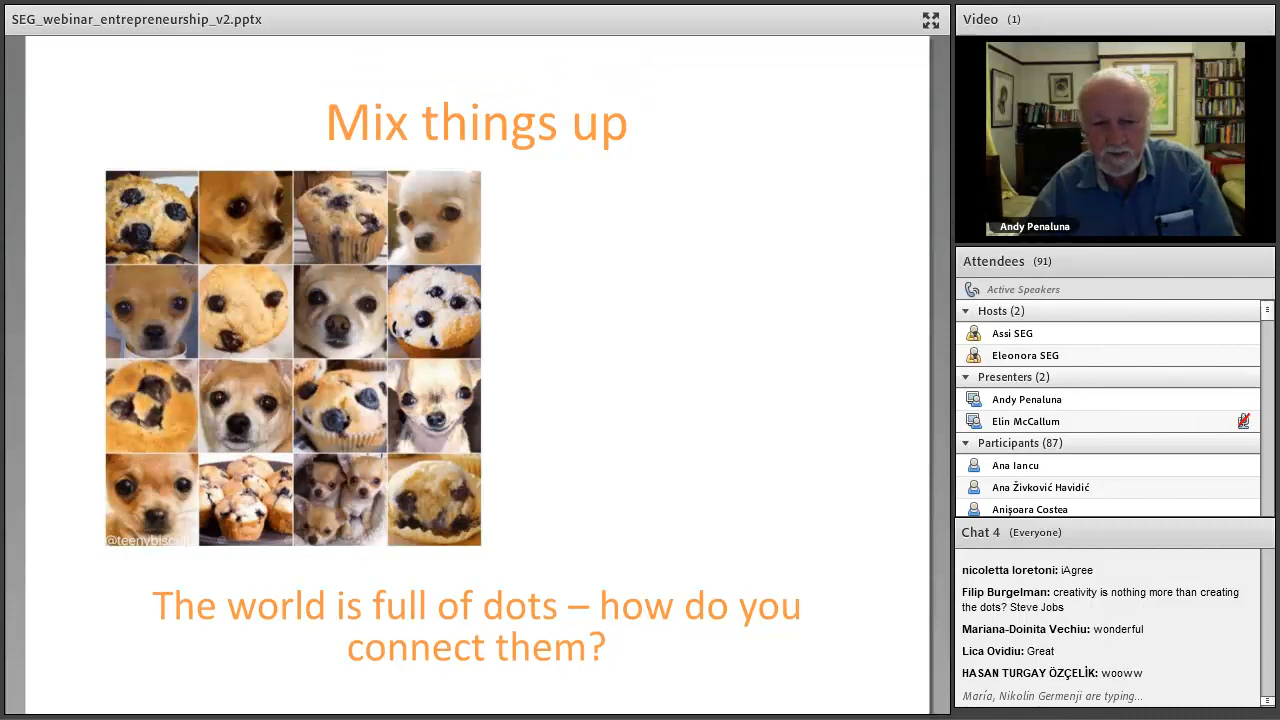 SEG_webinar_entrepreneurship_v2.pptx
Mix things up
The world is full of dots – how do you
connect them?
Video (1)
Andy Penaluna
Attendees (91)
Active Speakers
Hosts (2)
Assi SEG
Eleonora SEG
Presenters (2)
Andy Penaluna
Elin McCallum
Participants (87)
Ana Iancu
Ana Živković Havidić
Anişoara Costea
Chat 4 (Everyone)
nicoletta loretoni: iAgree
Filip Burgelman: creativity is nothing more than creating
the dots? Steve Jobs
Mariana-Doinita Vechiu: wonderful
Lica Ovidiu: Great
HASAN TURGAY ÖZÇELİK: wooww
María, Nikolin Germenji are typing...